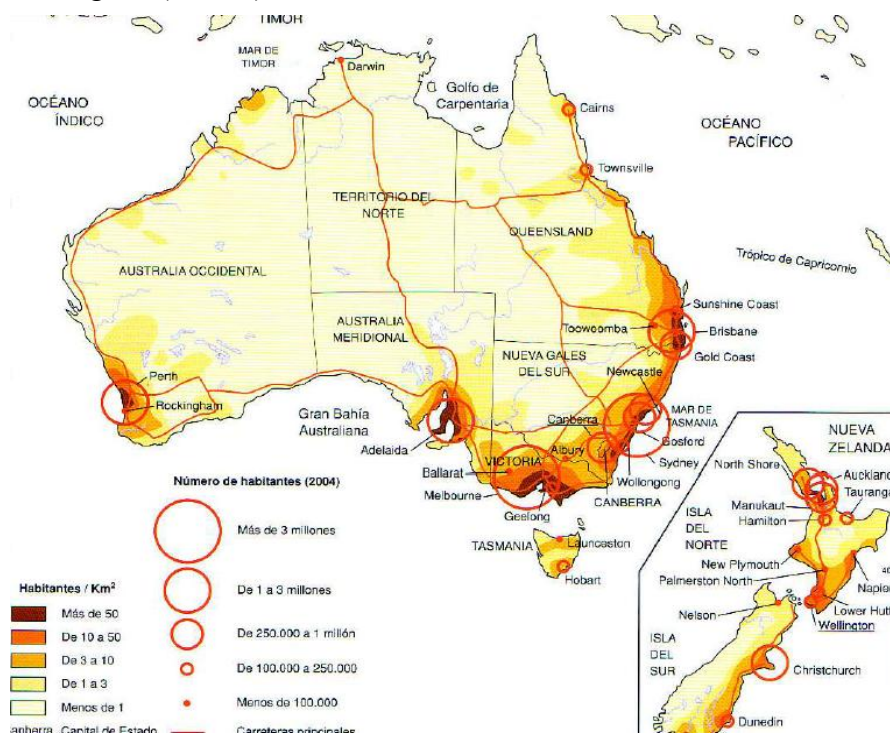 TIMOR
MAR DE
TIMOR
Darwin
Golfo de
Carpentaria
OCÉANO
ÍNDICO
Cairns
OCÉANO
PACÍFICO
Townsville
TERRITORIO DEL
NORTE
QUEENSLAND
Trópico de Capricornio
AUSTRALIA OCCIDENTAL
Sunshine Coast
AUSTRALIA
MERIDIONAL
Toowoomba
Brisbane
Gold Coast
NUEVA GALES
DEL SUR
Newcastle
Perth
Rockingham
Gran Bahía
Australiana
Canberra
MAR DE
TASMANIA
Gosford
Adelaida
Albury
Sydney
VICTORIA
Ballarat
Wollongong
Melbourne
CANBERRA
Geelong
TASMANIA
Launceston
Hobart
NUEVA
ZELANDA
North Shore
Auckland
Tauranga
Manukaut
ISLA
DEL
NORTE
Hamilton
New Plymouth
40
Palmerston North
Napier
Nelson
Lower Hutt
Wellington
ISLA
DEL
SUR
Christchurch
Dunedin
Número de habitantes (2004)
Más de 3 millones
De 1 a 3 millones
De 250.000 a 1 millón
De 100.000 a 250.000
Menos de 100.000
Carreteras principales
Habitantes / Km²
Más de 50
De 10 a 50
De 3 a 10
De 1 a 3
Menos de 1
anberra Capital de Estado